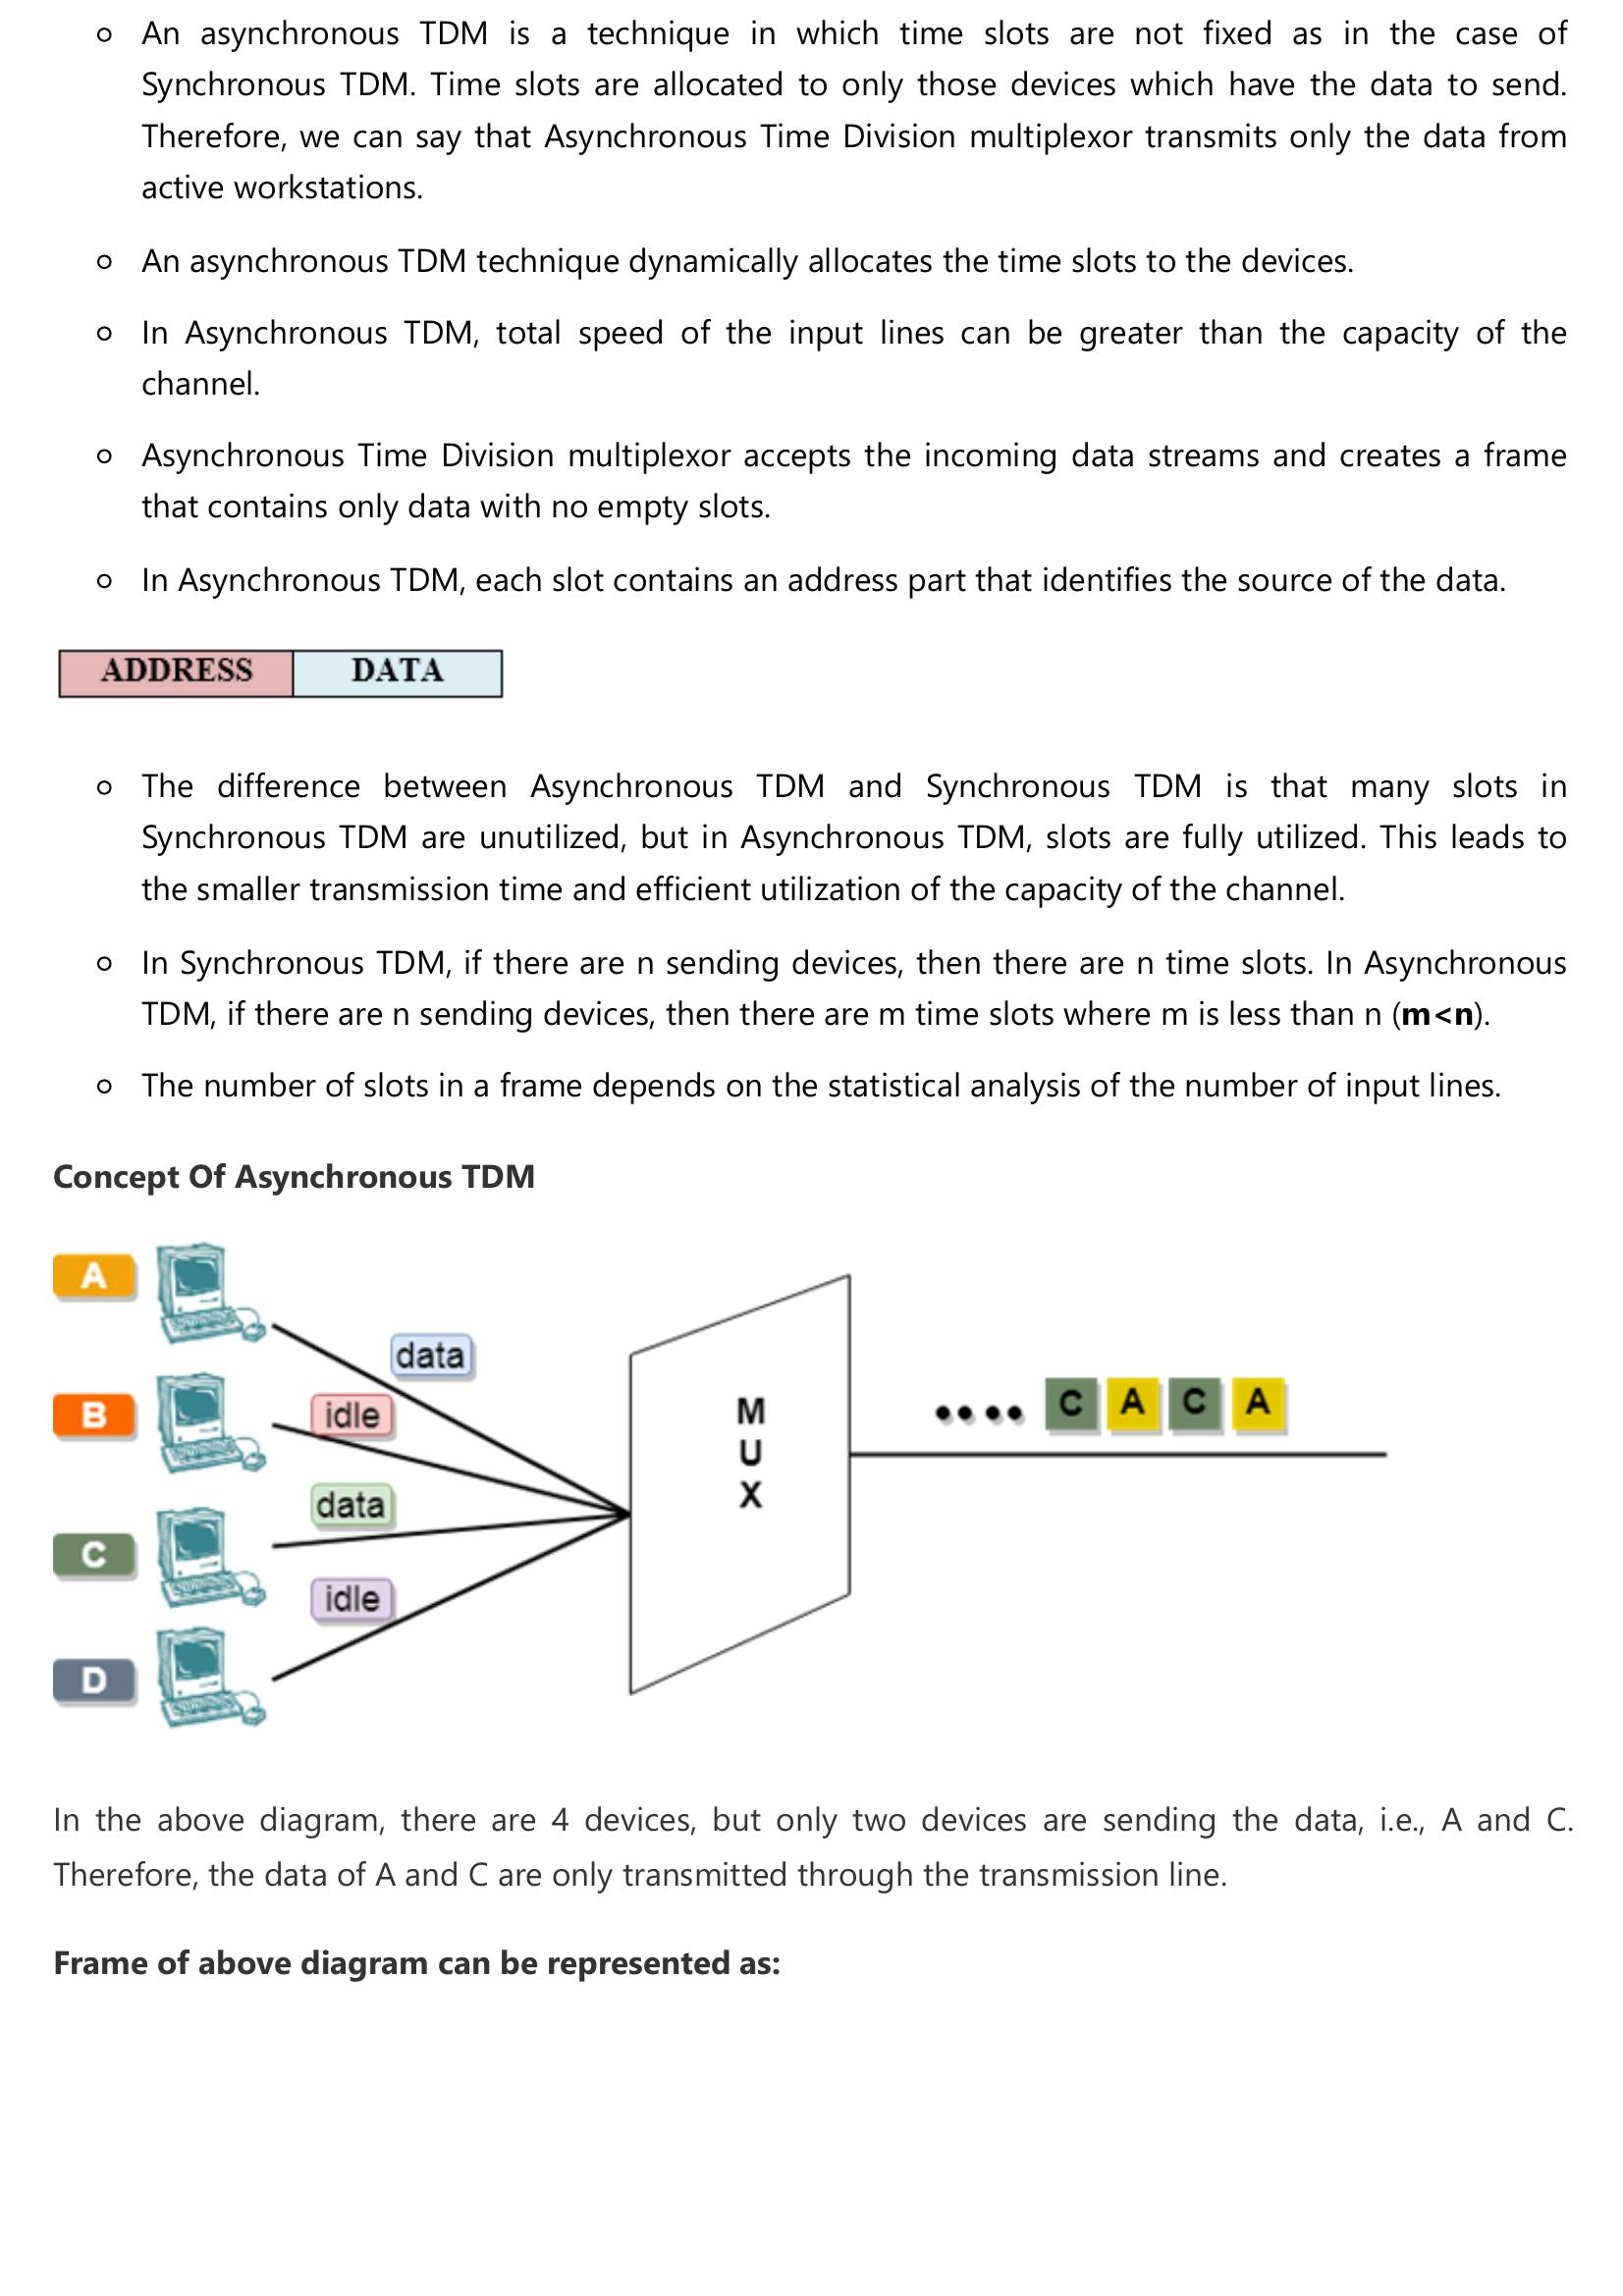 An asynchronous TDM is a technique in which time slots are not fixed as in the case of
Synchronous TDM. Time slots are allocated to only those devices which have the data to send.
Therefore, we can say that Asynchronous Time Division multiplexor transmits only the data from
active workstations.
An asynchronous TDM technique dynamically allocates the time slots to the devices.
In Asynchronous TDM, total speed of the input lines can be greater than the capacity of the
channel.
Asynchronous Time Division multiplexor accepts the incoming data streams and creates a frame
that contains only data with no empty slots.
In Asynchronous TDM, each slot contains an address part that identifies the source of the data.
ADDRESS DATA
The difference between Asynchronous TDM and Synchronous TDM is that many slots in
Synchronous TDM are unutilized, but in Asynchronous TDM, slots are fully utilized. This leads to
the smaller transmission time and efficient utilization of the capacity of the channel.
In Synchronous TDM, if there are n sending devices, then there are n time slots. In Asynchronous
TDM, if there are n sending devices, then there are m time slots where m is less than n (m<n).
The number of slots in a frame depends on the statistical analysis of the number of input lines.
Concept Of Asynchronous TDM
A
data
B
idle
data
C
idle
D
M
U
X
C A C A
In the above diagram, there are 4 devices, but only two devices are sending the data, i.e., A and C.
Therefore, the data of A and C are only transmitted through the transmission line.
Frame of above diagram can be represented as: